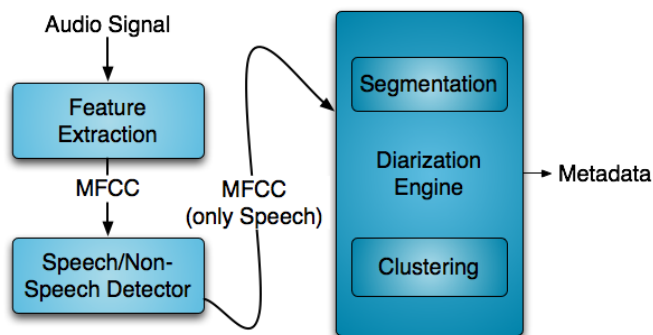 Audio Signal
Feature
Extraction
MFCC
Speech/Non-
Speech Detector
MFCC
(only Speech)
Segmentation
Diarization
Engine
Clustering
Metadata